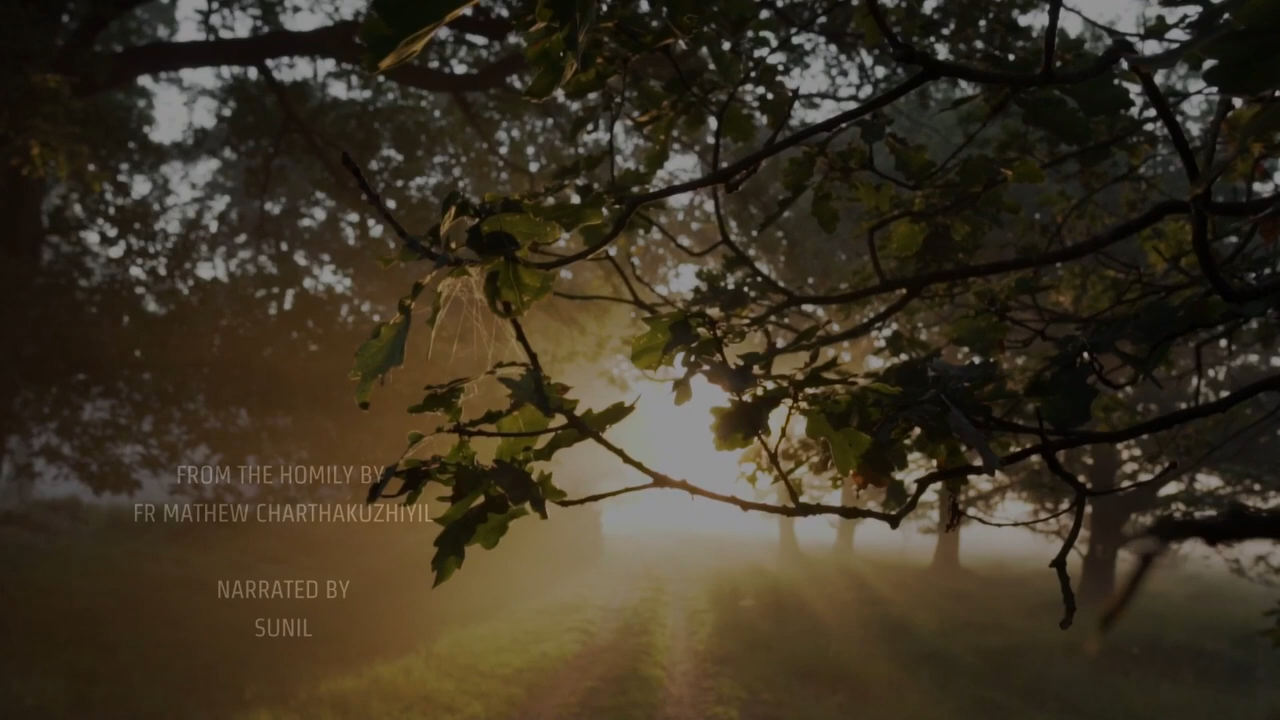 FROM THE HOMILY BY
FR MATHEW CHARTHAKUZHIYIL
NARRATED BY
SUNIL